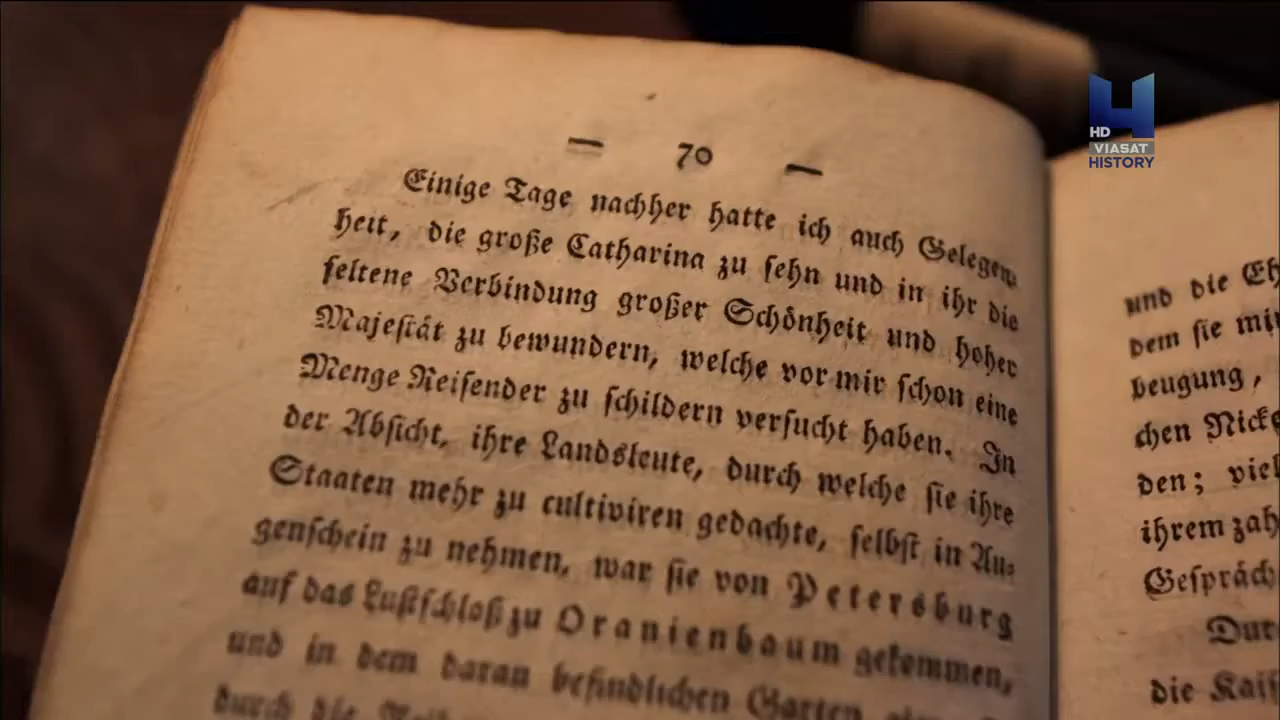 — 70 —
Einige Tage nachher hatte ich auch Gelegen⸗
heit, die große Catharina zu ſehn und in ihr die
ſeltene Verbindung großer Schönheit und hoher
Majeſtät zu bewundern, welche vor mir ſchon eine
Menge Reiſender zu ſchildern verſucht haben. In
der Abſicht, ihre Landsleute, durch welche ſie ihre
Staaten mehr zu cultiviren gedachte, ſelbſt in Au⸗
genſchein zu nehmen, war ſie von Petersburg
auf das Luſtſchloß zu Oranienbaum gekommen,
und in dem daran befindlichen Garten
durch die
und die Eh
dem ſie mi
beugung,
chen Nick
den; viel
ihrem zah
Geſpräch
Dur
die Kaiſ
HD
VIASAT
HISTORY